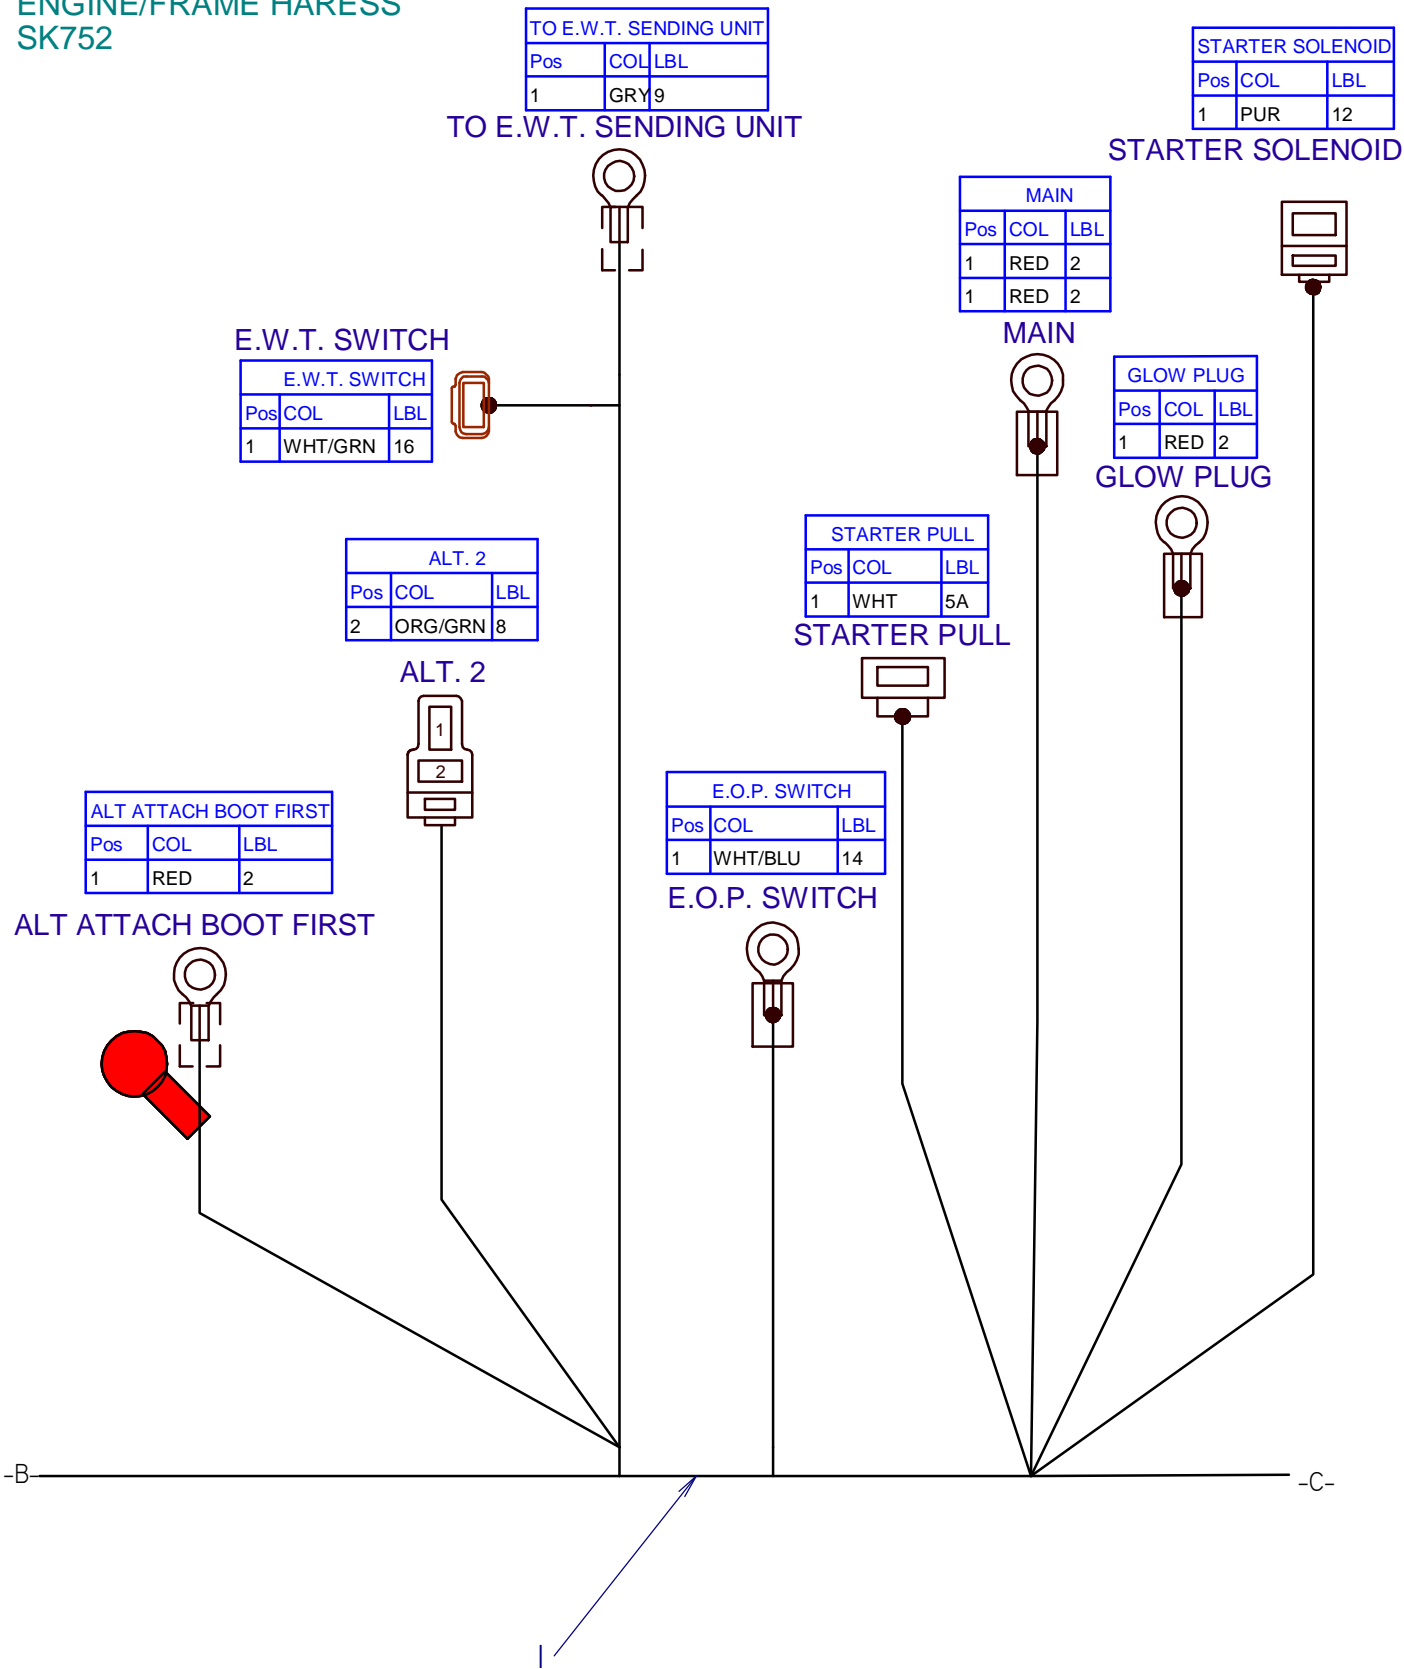 ENGINE/FRAME HARESS
SK752
TO E.W.T. SENDING UNIT
Pos COL LBL
1 GRY 9
TO E.W.T. SENDING UNIT
STARTER SOLENOID
Pos COL LBL
1 PUR 12
STARTER SOLENOID
MAIN
Pos COL LBL
1 RED 2
1 RED 2
MAIN
E.W.T. SWITCH
E.W.T. SWITCH
Pos COL LBL
1 WHT/GRN 16
GLOW PLUG
Pos COL LBL
1 RED 2
GLOW PLUG
STARTER PULL
Pos COL LBL
1 WHT 5A
STARTER PULL
ALT. 2
Pos COL LBL
2 ORG/GRN 8
ALT. 2
1
2
E.O.P. SWITCH
Pos COL LBL
1 WHT/BLU 14
E.O.P. SWITCH
ALT ATTACH BOOT FIRST
Pos COL LBL
1 RED 2
ALT ATTACH BOOT FIRST
-B-
-C-